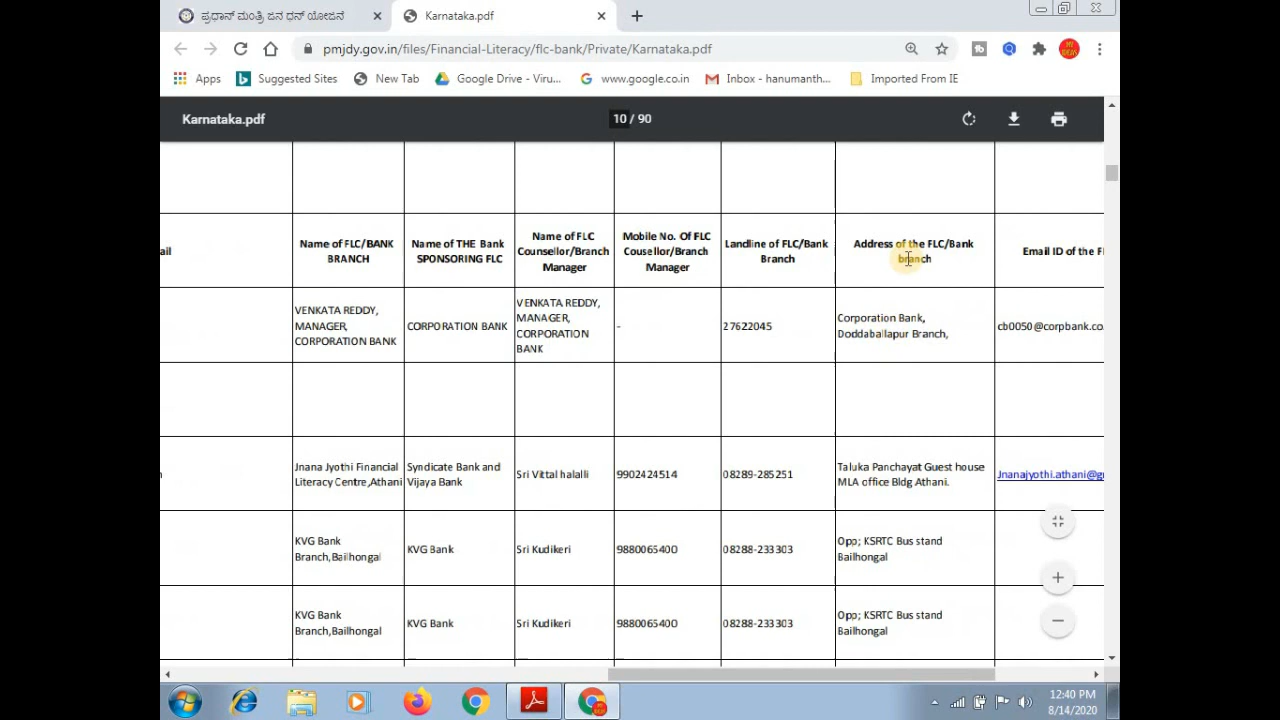 ಪ್ರಧಾನ್ ಮಂತ್ರಿ ಜನ ಧನ್ ಯೋಜನೆ
Karnataka.pdf
pmjdy.gov.in/files/Financial-Literacy/flc-bank/Private/Karnataka.pdf
Apps
Suggested Sites
New Tab
Google Drive - Viru...
www.google.co.in
Inbox - hanumanth...
Imported From IE
Karnataka.pdf
10 / 90
ail
Name of FLC/BANK
BRANCH
Name of THE Bank
SPONSORING FLC
Name of FLC
Counsellor/Branch
Manager
Mobile No. Of FLC
Cousellor/Branch
Manager
Landline of FLC/Bank
Branch
Address of the FLC/Bank
branch
Email ID of the Fl
VENKATA REDDY,
MANAGER,
CORPORATION BANK
CORPORATION BANK
VENKATA REDDY,
MANAGER,
CORPORATION
BANK
-
27622045
Corporation Bank,
Doddaballapur Branch,
cb0050@corpbank.co.
Jnana Jyothi Financial
Literacy Centre,Athani
Syndicate Bank and
Vijaya Bank
Sri Vittal halalli
9902424514
08289-285251
Taluka Panchayat Guest house
MLA office Bldg Athani.
Jnanajyothi.athani@g
KVG Bank
Branch,Bailhongal
KVG Bank
Sri Kudikeri
9880065400
08288-233303
Opp; KSRTC Bus stand
Bailhongal
KVG Bank
Branch,Bailhongal
KVG Bank
Sri Kudikeri
9880065400
08288-233303
Opp; KSRTC Bus stand
Bailhongal
12:40 PM
8/14/2020